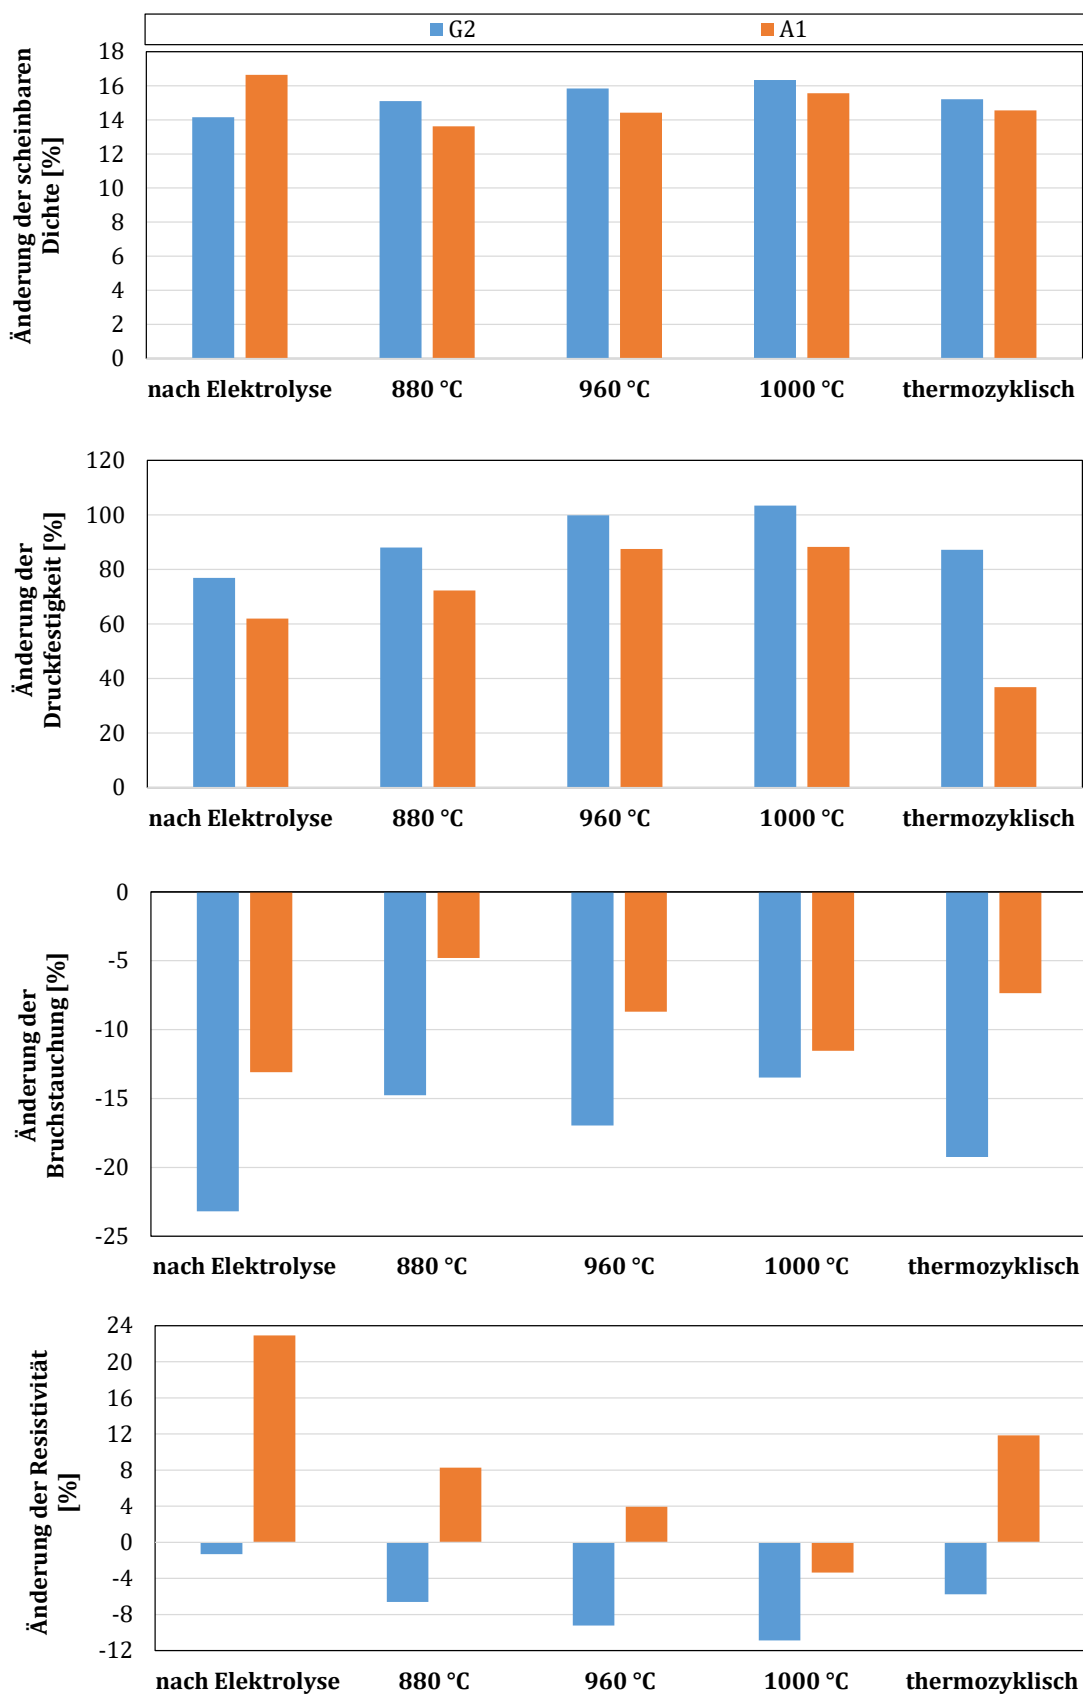 G2 A1
Änderung der scheinbaren
Dichte [%]
18
16
14
12
10
8
6
4
2
0
nach Elektrolyse 880 °C 960 °C 1000 °C thermozyklisch
Änderung der
Druckfestigkeit [%]
120
100
80
60
40
20
0
nach Elektrolyse 880 °C 960 °C 1000 °C thermozyklisch
Änderung der
Bruchstauchung [%]
0
-5
-10
-15
-20
-25
nach Elektrolyse 880 °C 960 °C 1000 °C thermozyklisch
Änderung der Resistivität
[%]
24
20
16
12
8
4
0
-4
-8
-12
nach Elektrolyse 880 °C 960 °C 1000 °C thermozyklisch